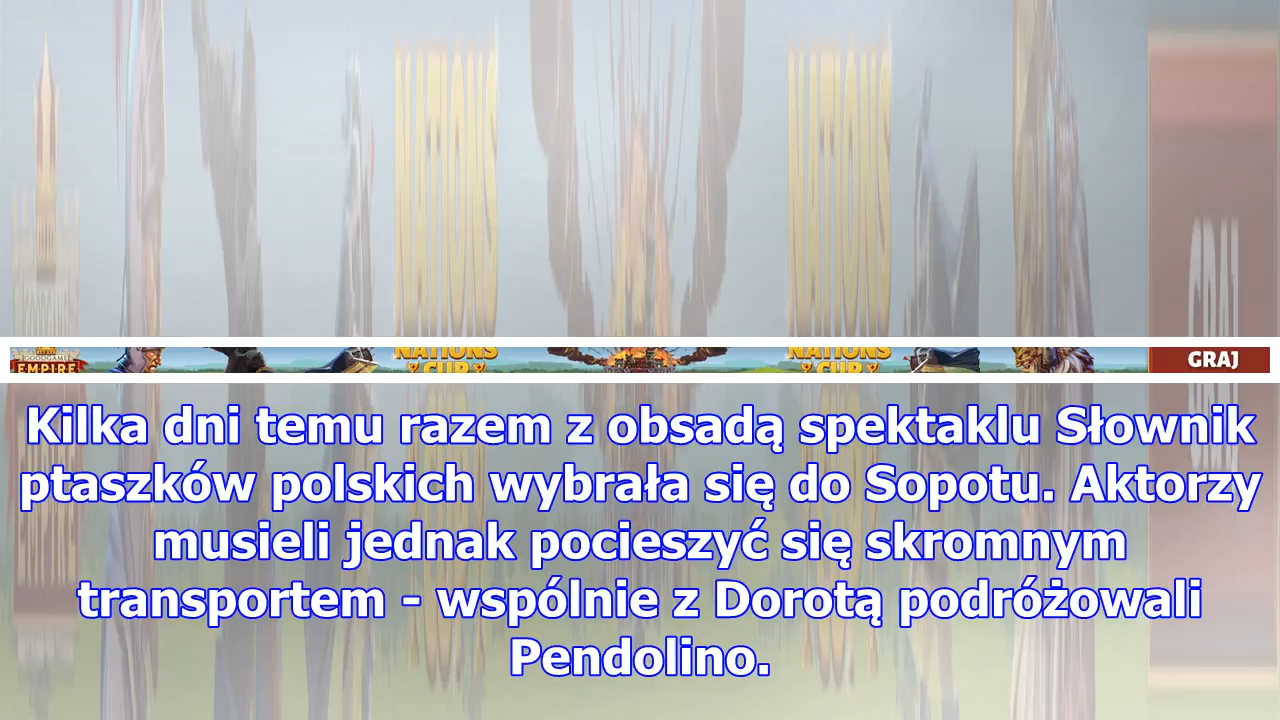 GOODGAME
EMPIRE
NATIONS
CUP
NATIONS
CUP
GRAJ
Kilka dni temu razem z obsadą spektaklu Słownik
ptaszków polskich wybrała się do Sopotu. Aktorzy
musieli jednak pocieszyć się skromnym
transportem - wspólnie z Dorotą podróżowali
Pendolino.